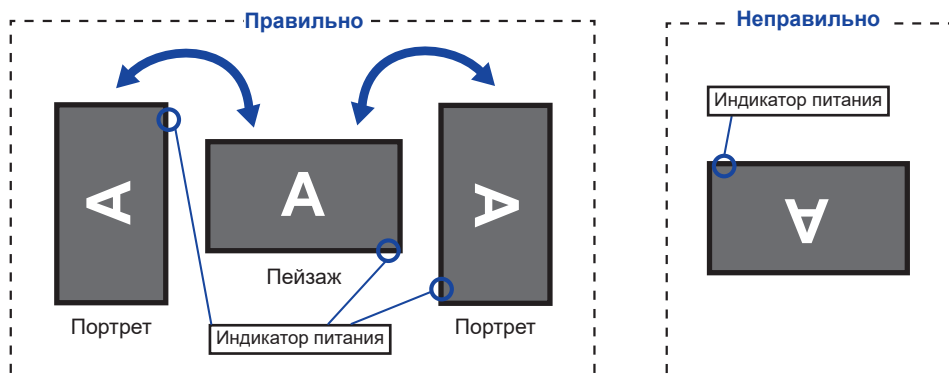 Правильно
A
A
A
Пейзаж
Портрет
Портрет
Индикатор питания
Неправильно
Индикатор питания
A